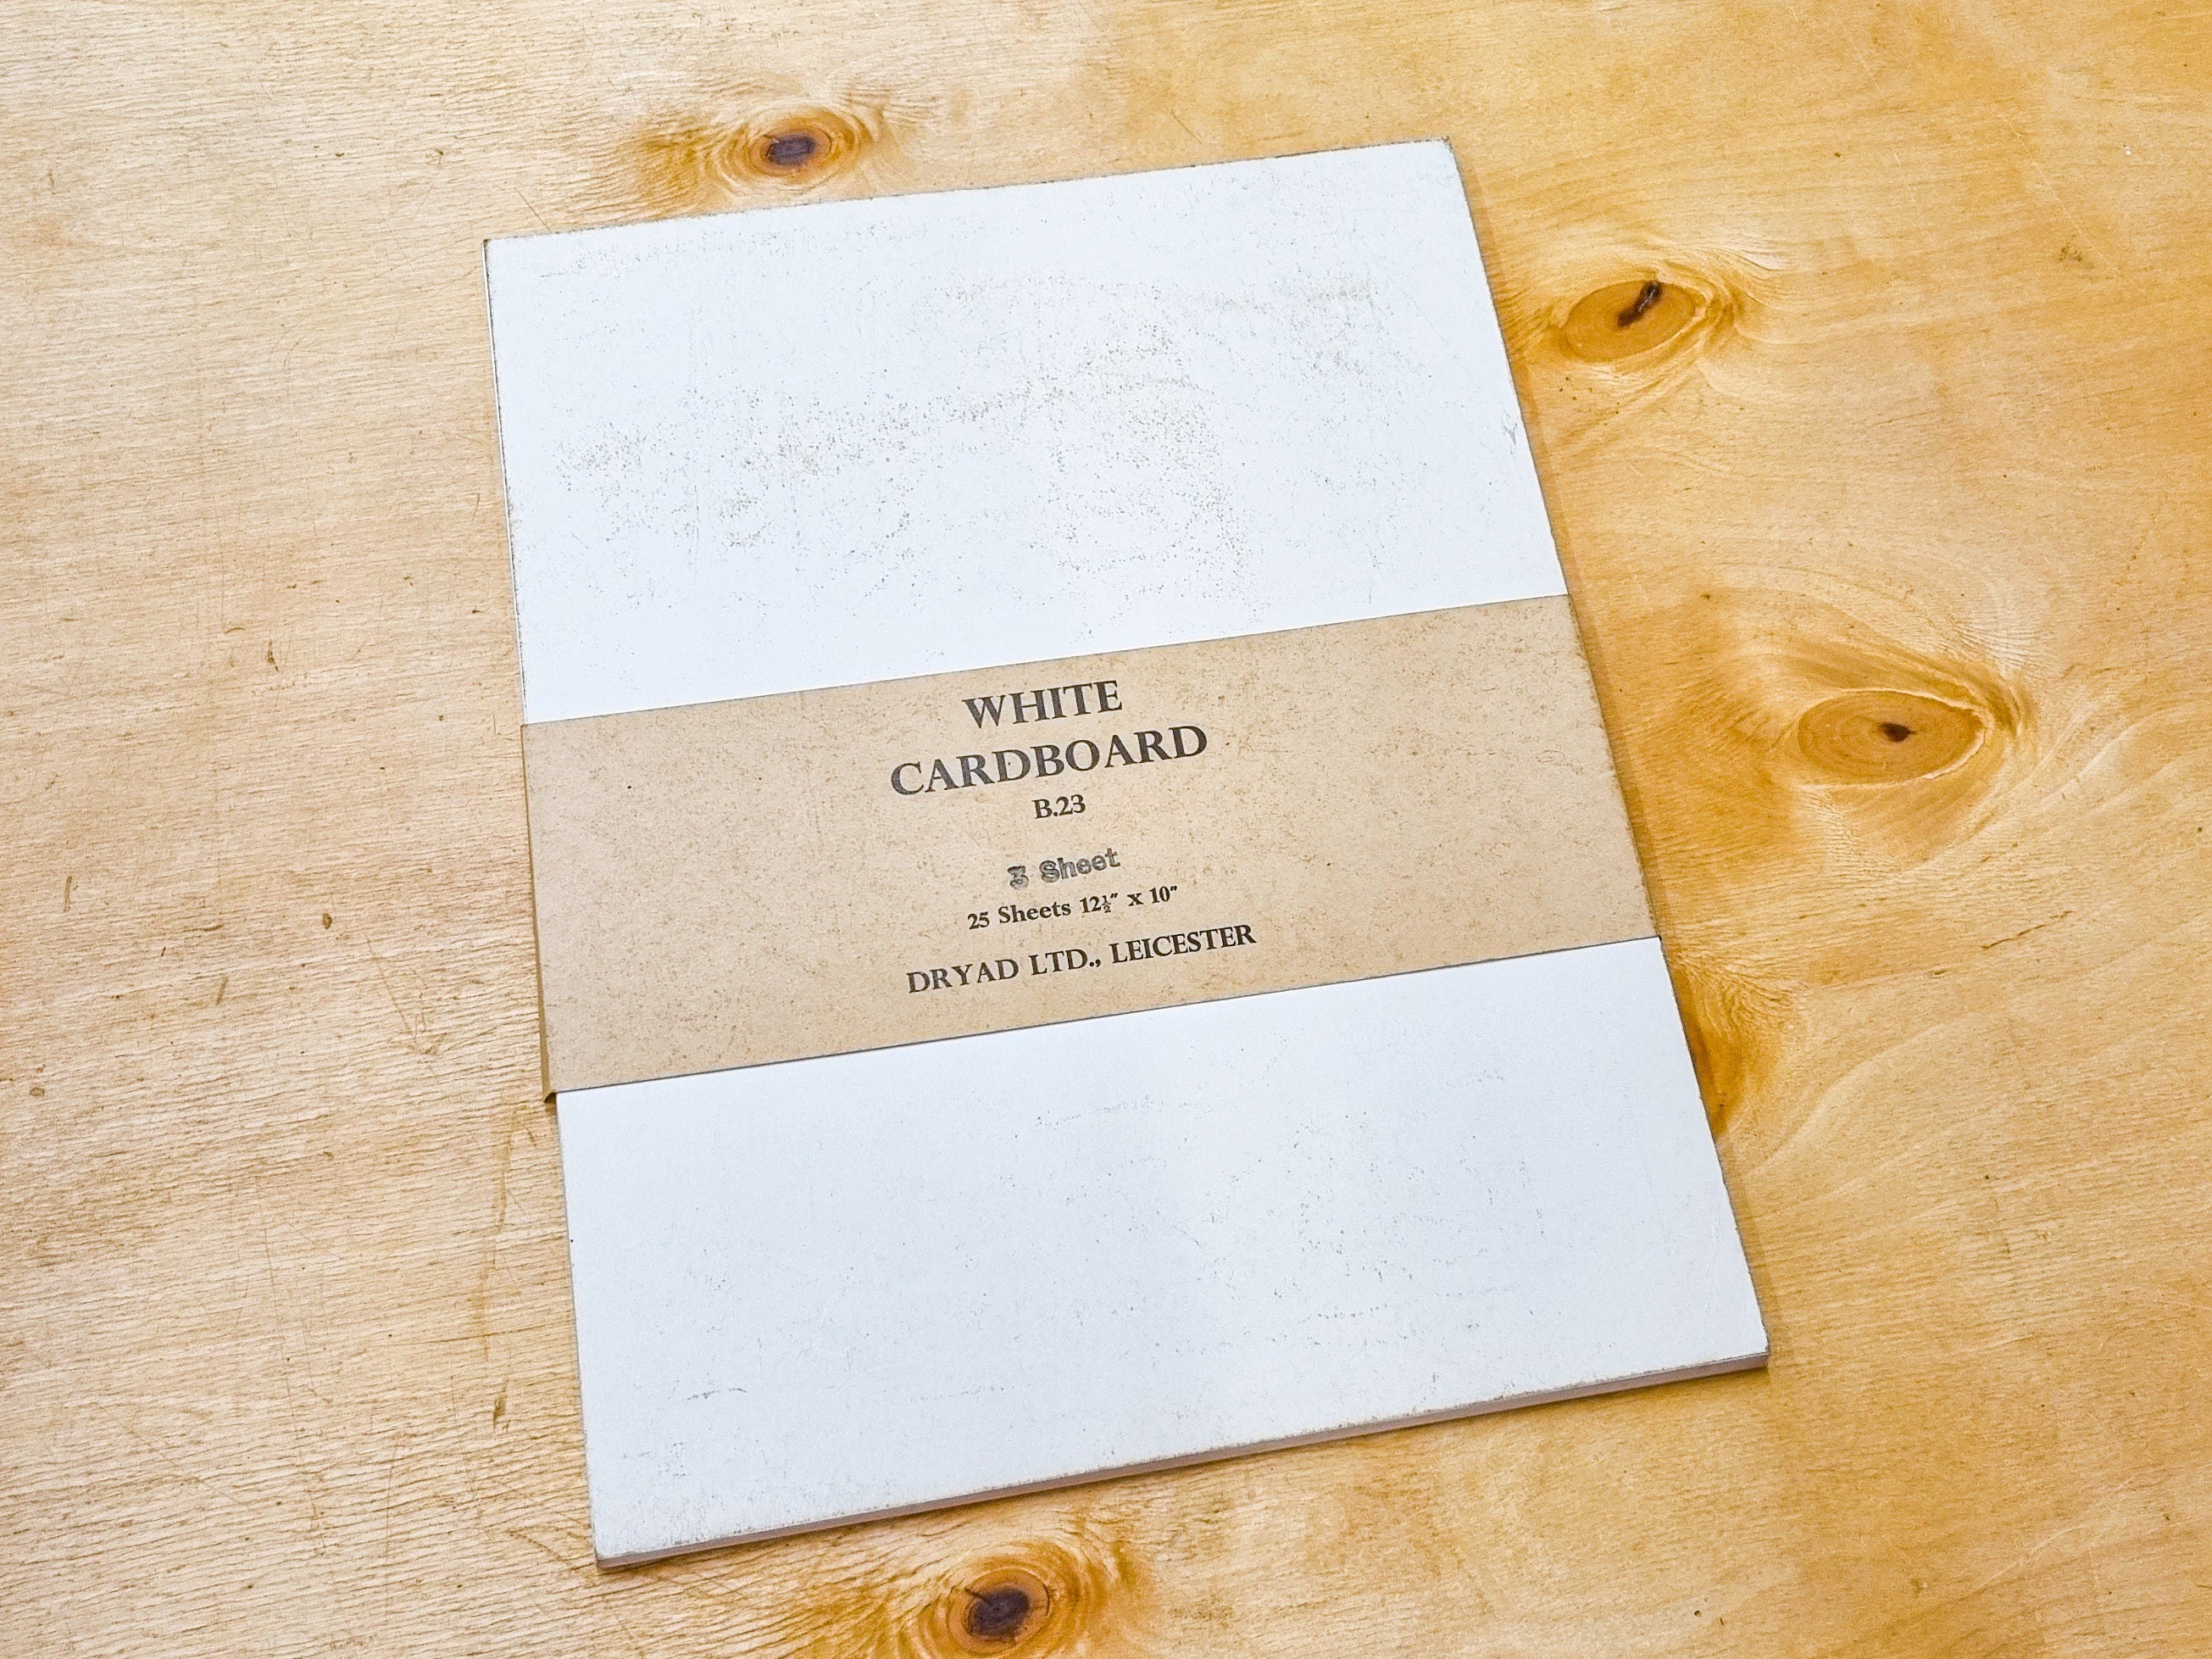 WHITE
CARDBOARD
B.23
3 Sheet
25 Sheets 12½" x 10"
DRYAD LTD., LEICESTER